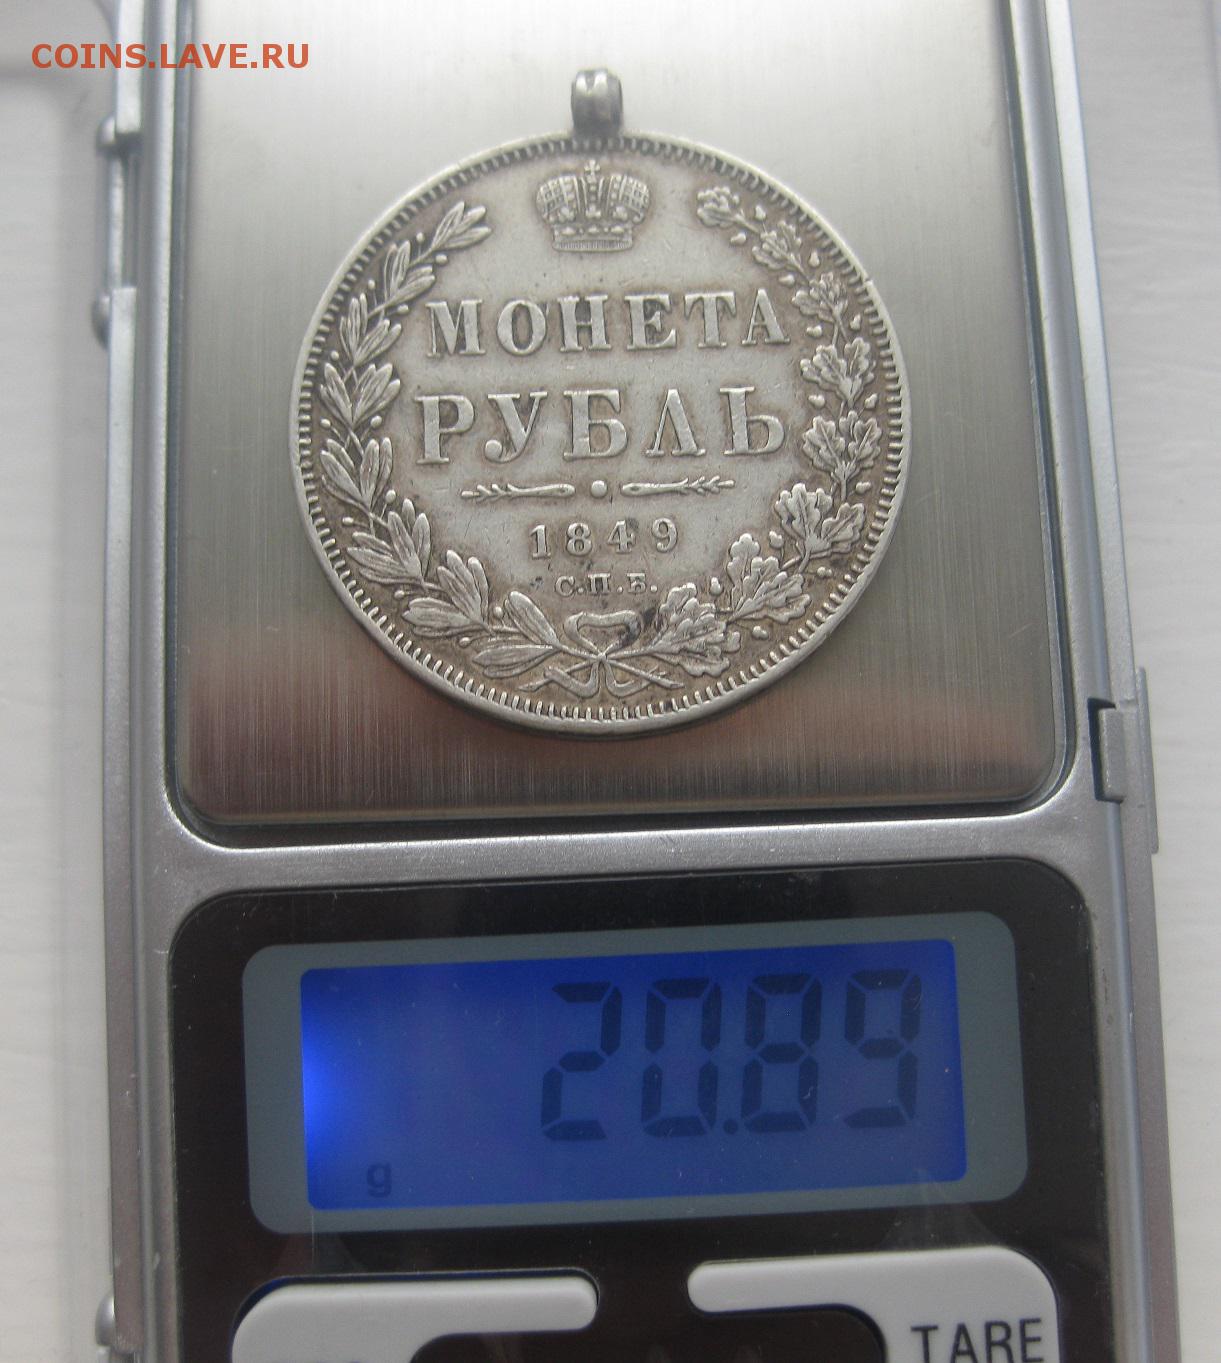 COINS.LAVE.RU
МОНЕТА
РУБЛЬ
1849
С.П.Б.
20.89
g
TARE